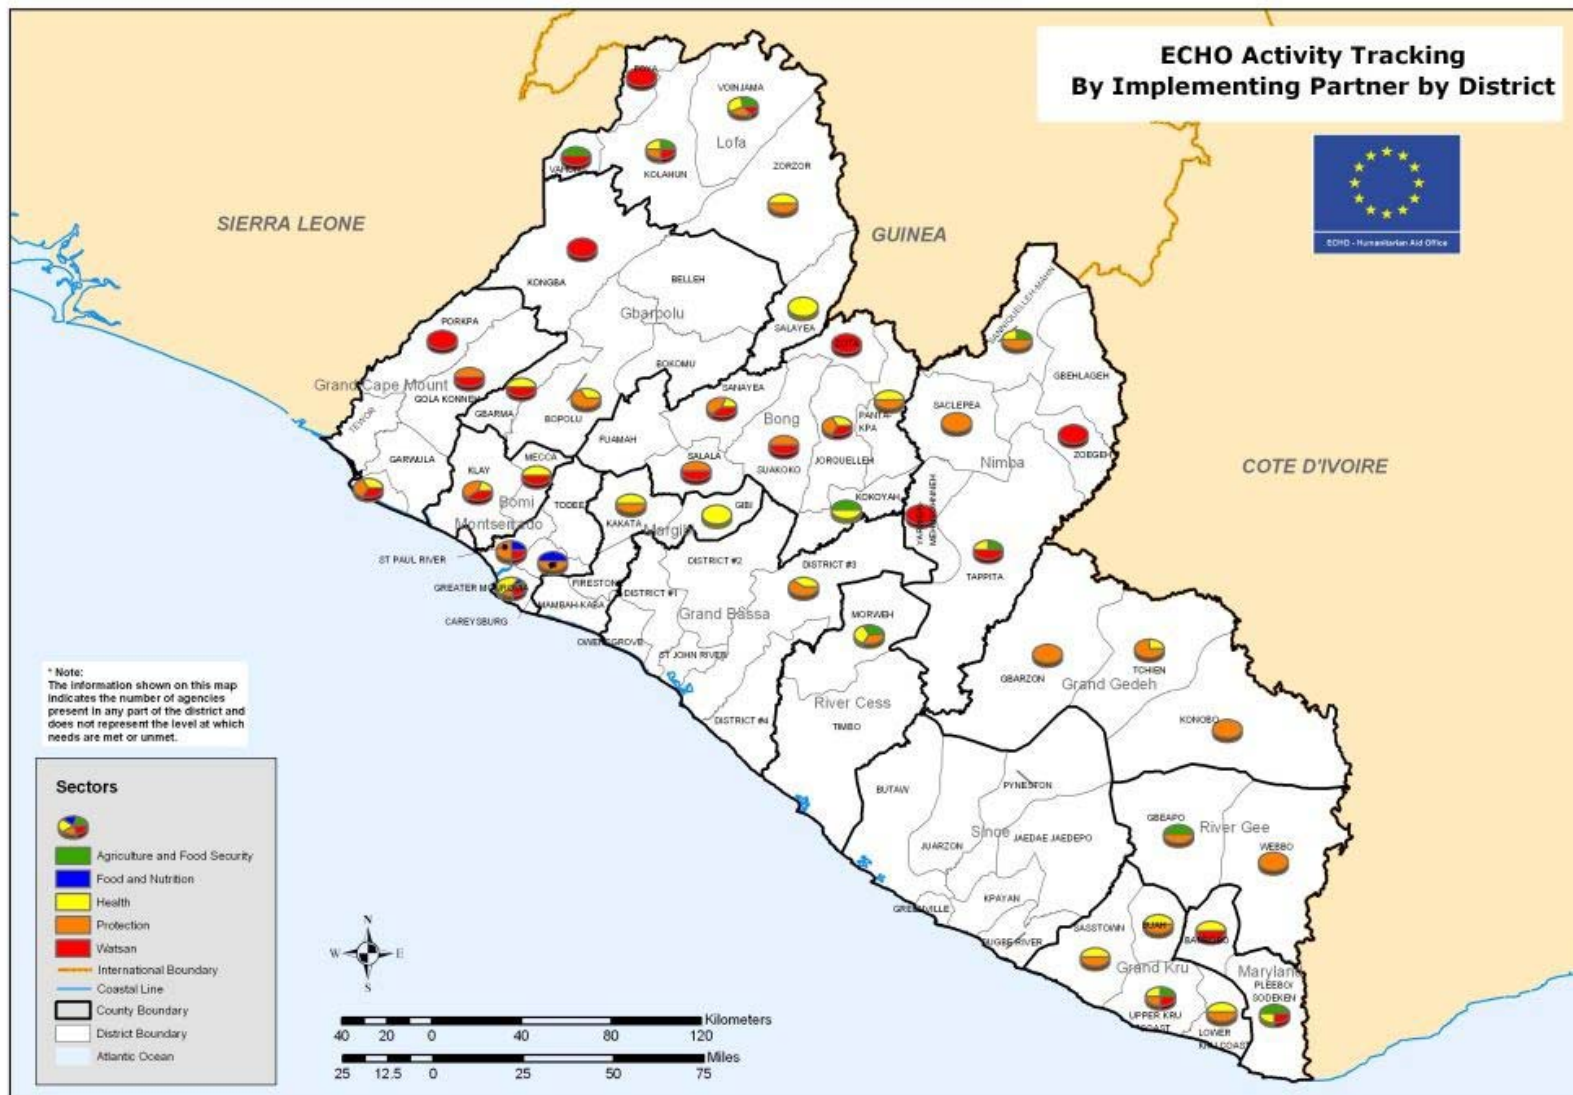 ECHO Activity Tracking
By Implementing Partner by District
ECHO - Humanitarian Aid Office
SIERRA LEONE
GUINEA
COTE D'IVOIRE
VOINJAMA
Lofa
KOLAHUN
ZORZOR
KONGBA
BELLEH
Gbarpolu
SALAYEA
PORKPA
BOKOMU
Grand Cape Mount
GOLA KONNEH
GBARMA
BOPOLU
TEWOR
GARWULA
FUAMAH
SANAYEA
Bong
ZOTA
PANTA-
KPA
SANNIQUELLEH-MAHN
GBEHLAGEH
SACLEPEA
ZOEGEH
Nimba
SALALA
SUAKOKO
JORQUELLEH
KOKOYAH
MECCA
KLAY
Bomi
TODEE
Montserrado
KAKATA
Margibi
GIBI
ST PAUL RIVER
GREATER MONROVIA
CAREYSBURG
FIRESTONE
MAMBAH-KABA
OWENSGROVE
DISTRICT #1
DISTRICT #2
DISTRICT #3
Grand Bassa
ST JOHN RIVER
DISTRICT #4
TAPPITA
MORWEH
River Cess
TIMBO
GBARZON
TCHIEN
Grand Gedeh
KONOBO
BUTAW
PYNESTON
Sinoe
JUARZON
JAEDAE JAEDEPO
KPAYAN
GREENVILLE
DUGBE RIVER
GBEAPO
River Gee
WEBBO
SASSTOWN
BUAH
Grand Kru
UPPER KRU
COAST
LOWER
KRU COAST
Maryland
PLEEBO/
SODEKEN
* Note:
The information shown on this map
indicates the number of agencies
present in any part of the district and
does not represent the level at which
needs are met or unmet.
Sectors
Agriculture and Food Security
Food and Nutrition
Health
Protection
Watsan
International Boundary
Coastal Line
County Boundary
District Boundary
Atlantic Ocean
N
W E
S
Kilometers
40 20 0 40 80 120
Miles
25 12.5 0 25 50 75